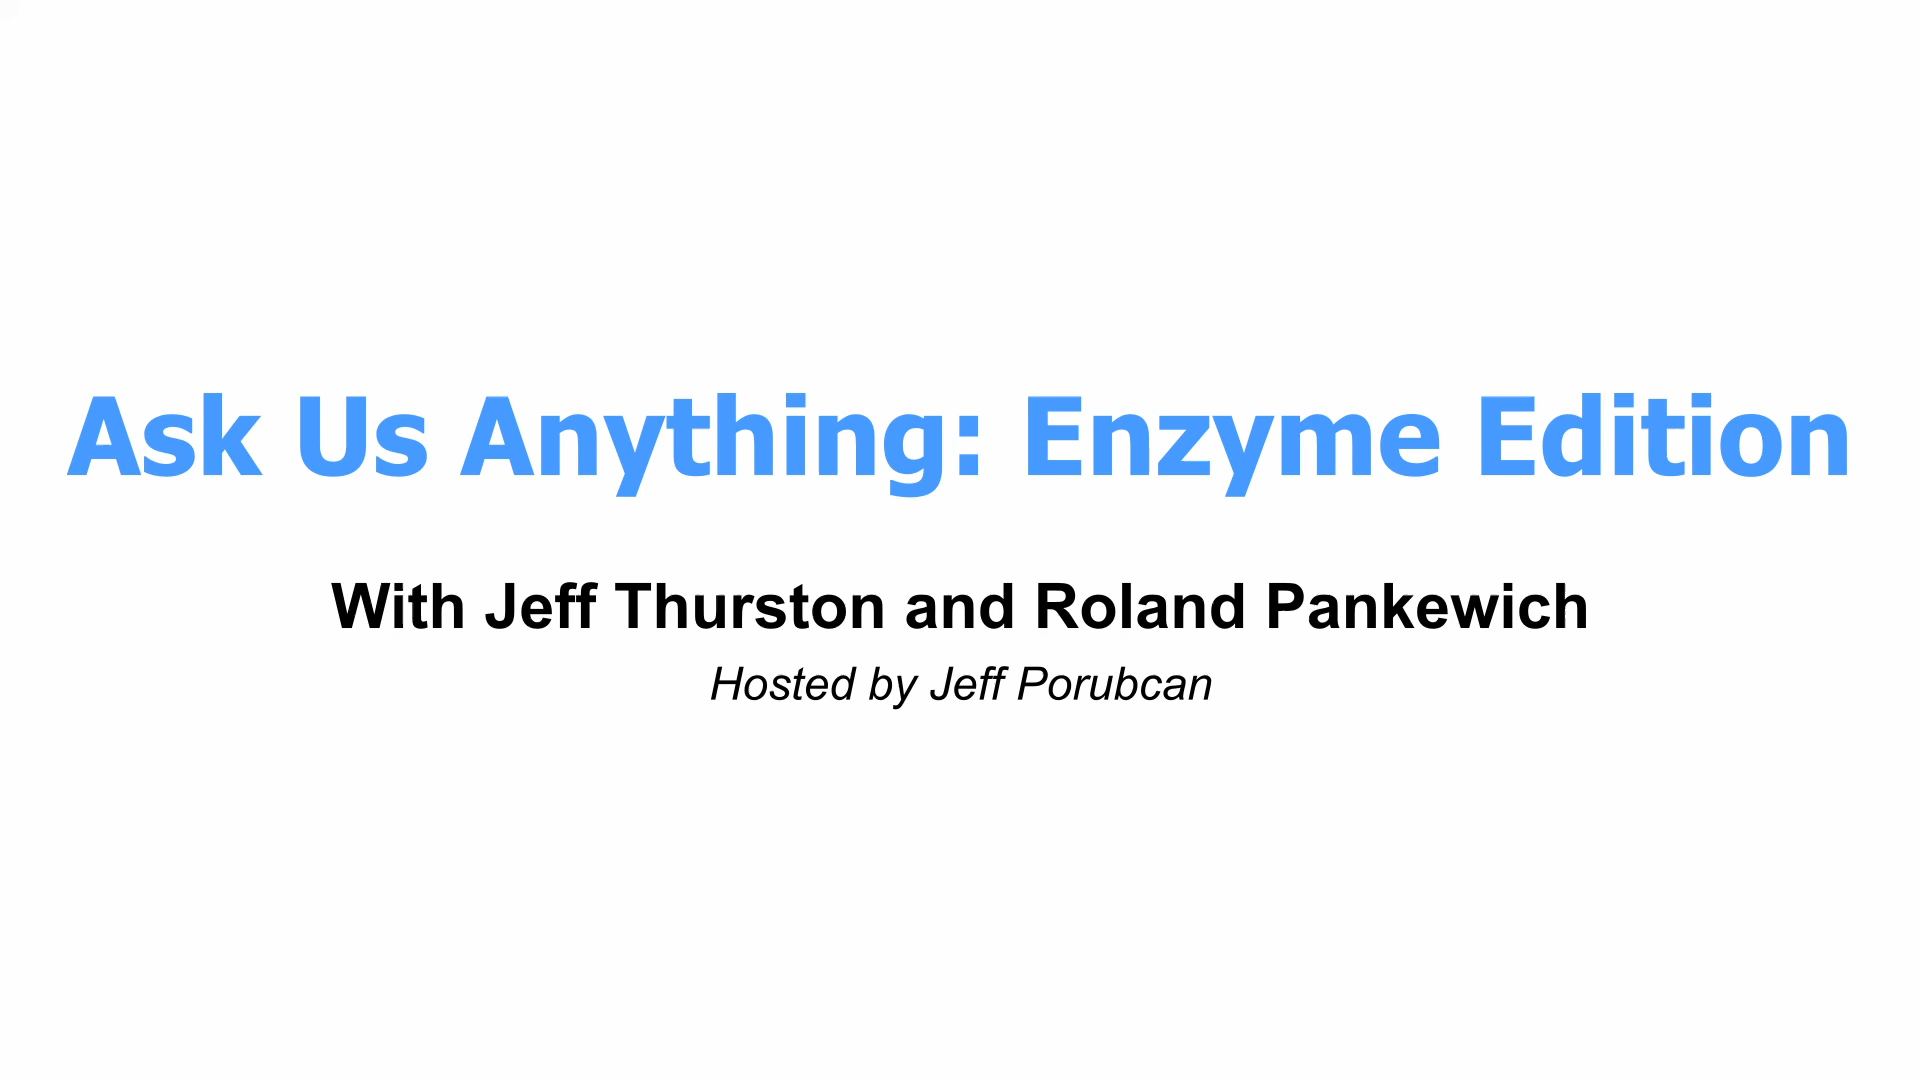 Ask Us Anything: Enzyme Edition
With Jeff Thurston and Roland Pankewich
Hosted by Jeff Porubcan